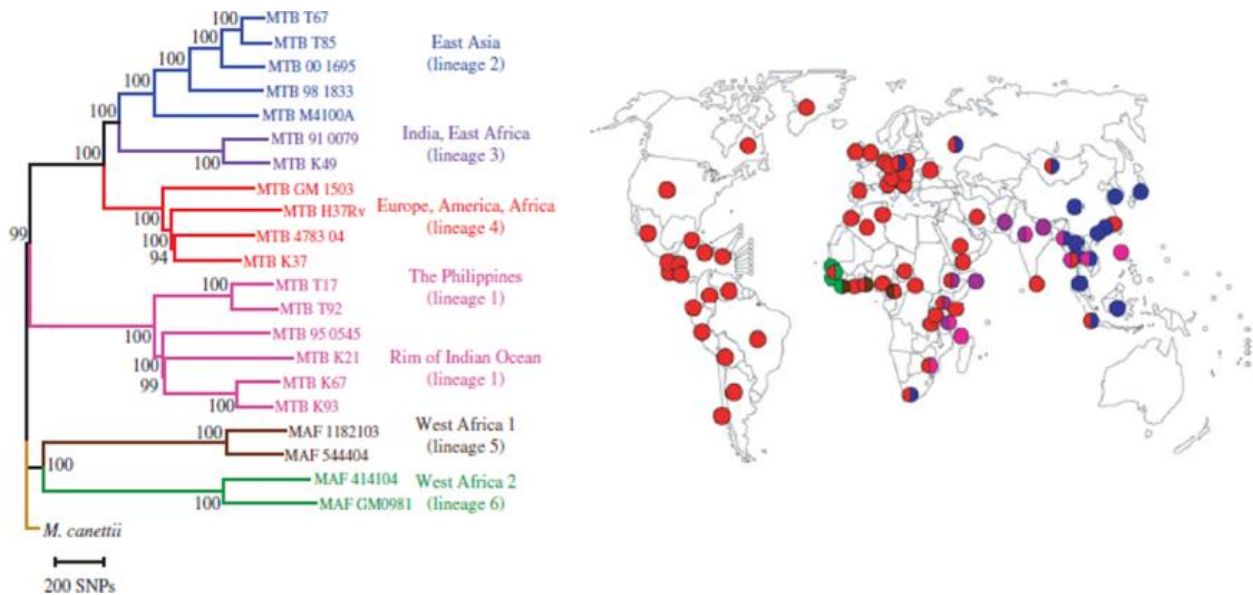 100
MTB T67
100
MTB T85
100
MTB 00 1695
100
MTB 98 1833
100
MTB M4100A
East Asia
(lineage 2)
100
MTB 91 0079
100
MTB K49
India, East Africa
(lineage 3)
100
MTB GM 1503
100
MTB H37Rv
100
MTB 4783 04
94
MTB K37
Europe, America, Africa
(lineage 4)
99
MTB T17
100
MTB T92
The Philippines
(lineage 1)
100
MTB 95 0545
100
MTB K21
99
MTB K67
100
MTB K93
Rim of Indian Ocean
(lineage 1)
100
MAF 1182103
MAF 544404
West Africa 1
(lineage 5)
100
MAF 414104
100
MAF GM0981
West Africa 2
(lineage 6)
M. canettii
200 SNPs